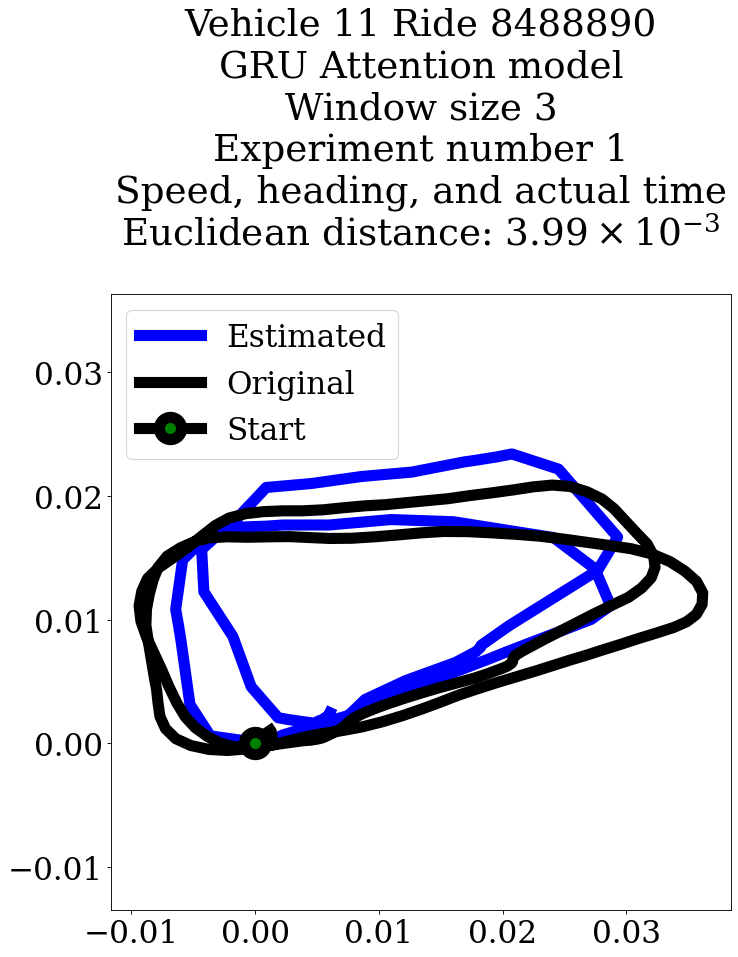 Vehicle 11 Ride 8488890
GRU Attention model
Window size 3
Experiment number 1
Speed, heading, and actual time
Euclidean distance: 3.99 × 10⁻³
Estimated
Original
Start
0.03
0.02
0.01
0.00
−0.01
−0.01 0.00 0.01 0.02 0.03